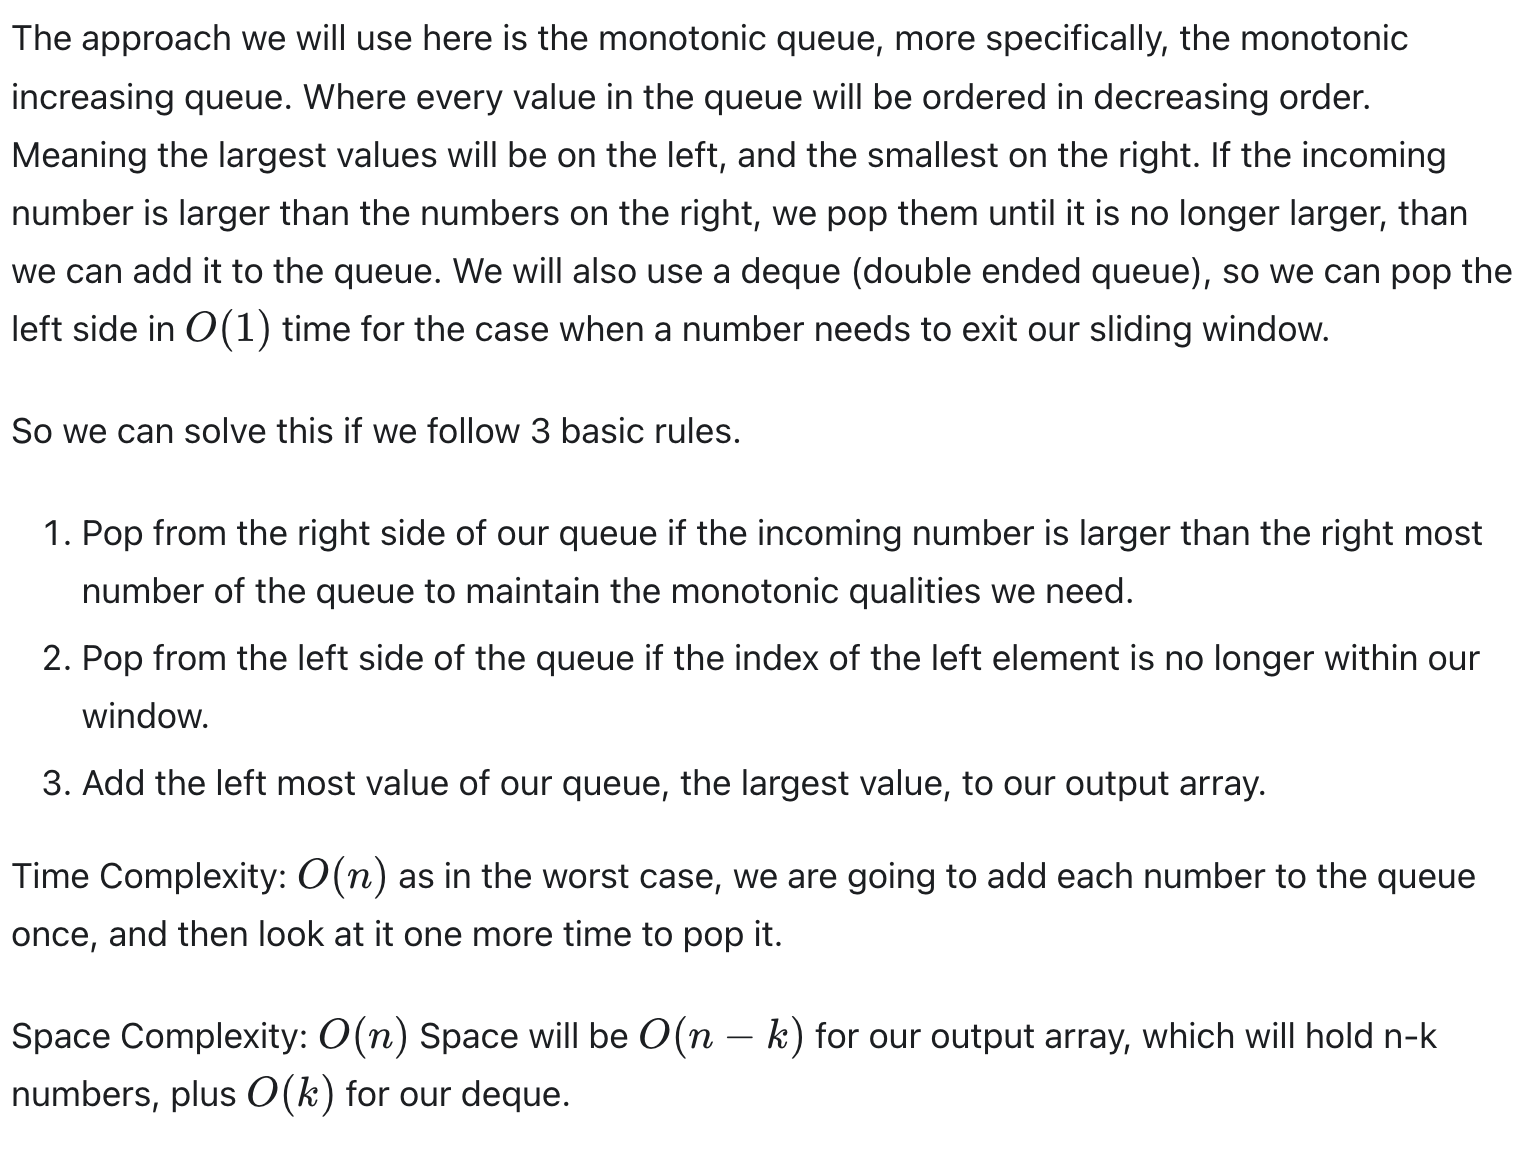 The approach we will use here is the monotonic queue, more specifically, the monotonic
increasing queue. Where every value in the queue will be ordered in decreasing order.
Meaning the largest values will be on the left, and the smallest on the right. If the incoming
number is larger than the numbers on the right, we pop them until it is no longer larger, than
we can add it to the queue. We will also use a deque (double ended queue), so we can pop the
left side in O(1) time for the case when a number needs to exit our sliding window.
So we can solve this if we follow 3 basic rules.
1. Pop from the right side of our queue if the incoming number is larger than the right most
number of the queue to maintain the monotonic qualities we need.
2. Pop from the left side of the queue if the index of the left element is no longer within our
window.
3. Add the left most value of our queue, the largest value, to our output array.
Time Complexity: O(n) as in the worst case, we are going to add each number to the queue
once, and then look at it one more time to pop it.
Space Complexity: O(n) Space will be O(n − k) for our output array, which will hold n-k
numbers, plus O(k) for our deque.